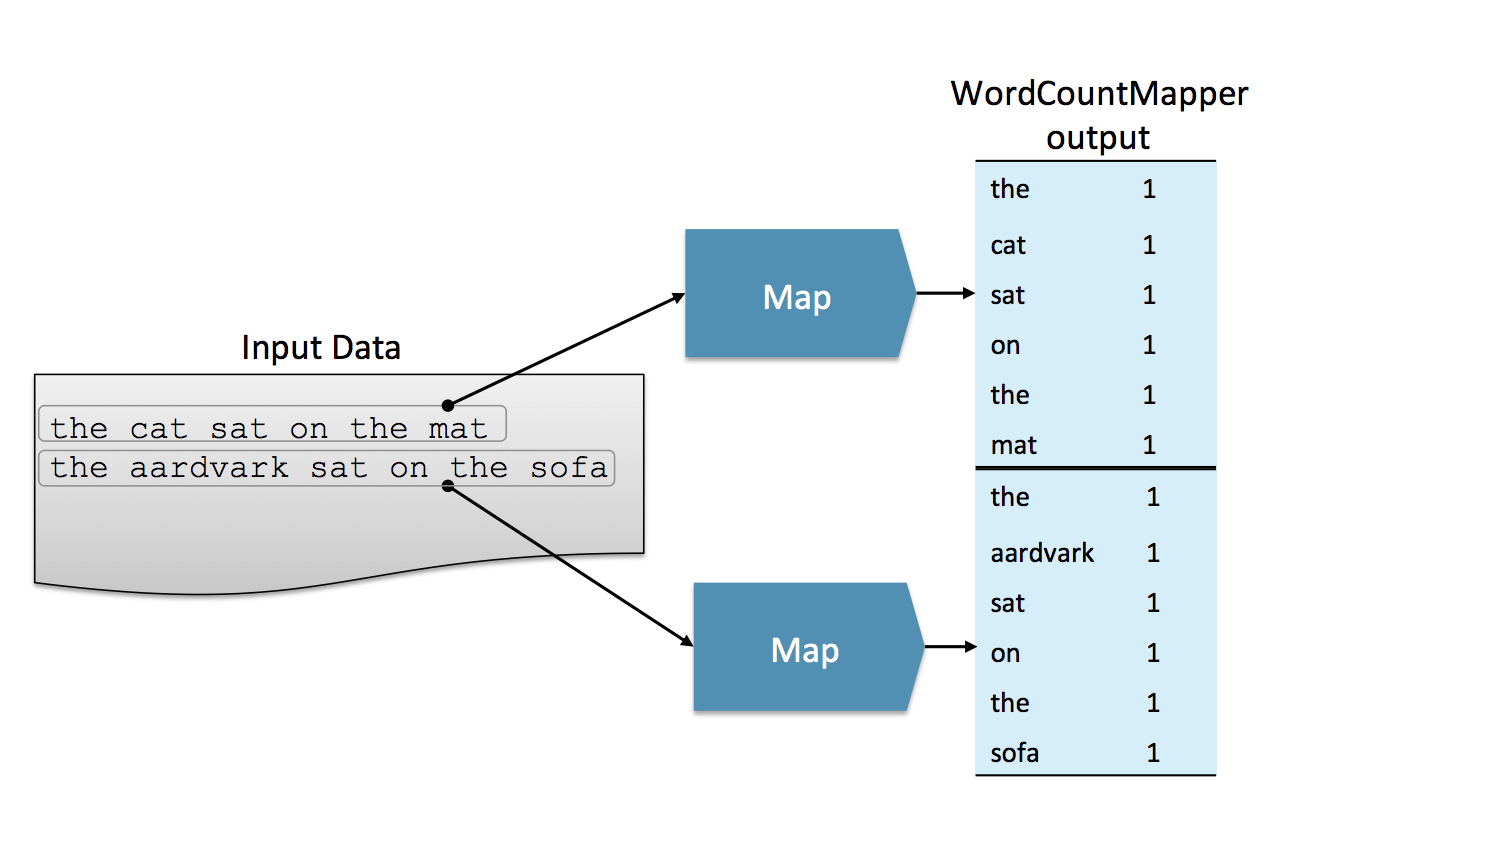 WordCountMapper
output
the 1
cat 1
sat 1
on 1
the 1
mat 1
the 1
aardvark 1
sat 1
on 1
the 1
sofa 1
Map
Map
Input Data
the cat sat on the mat
the aardvark sat on the sofa